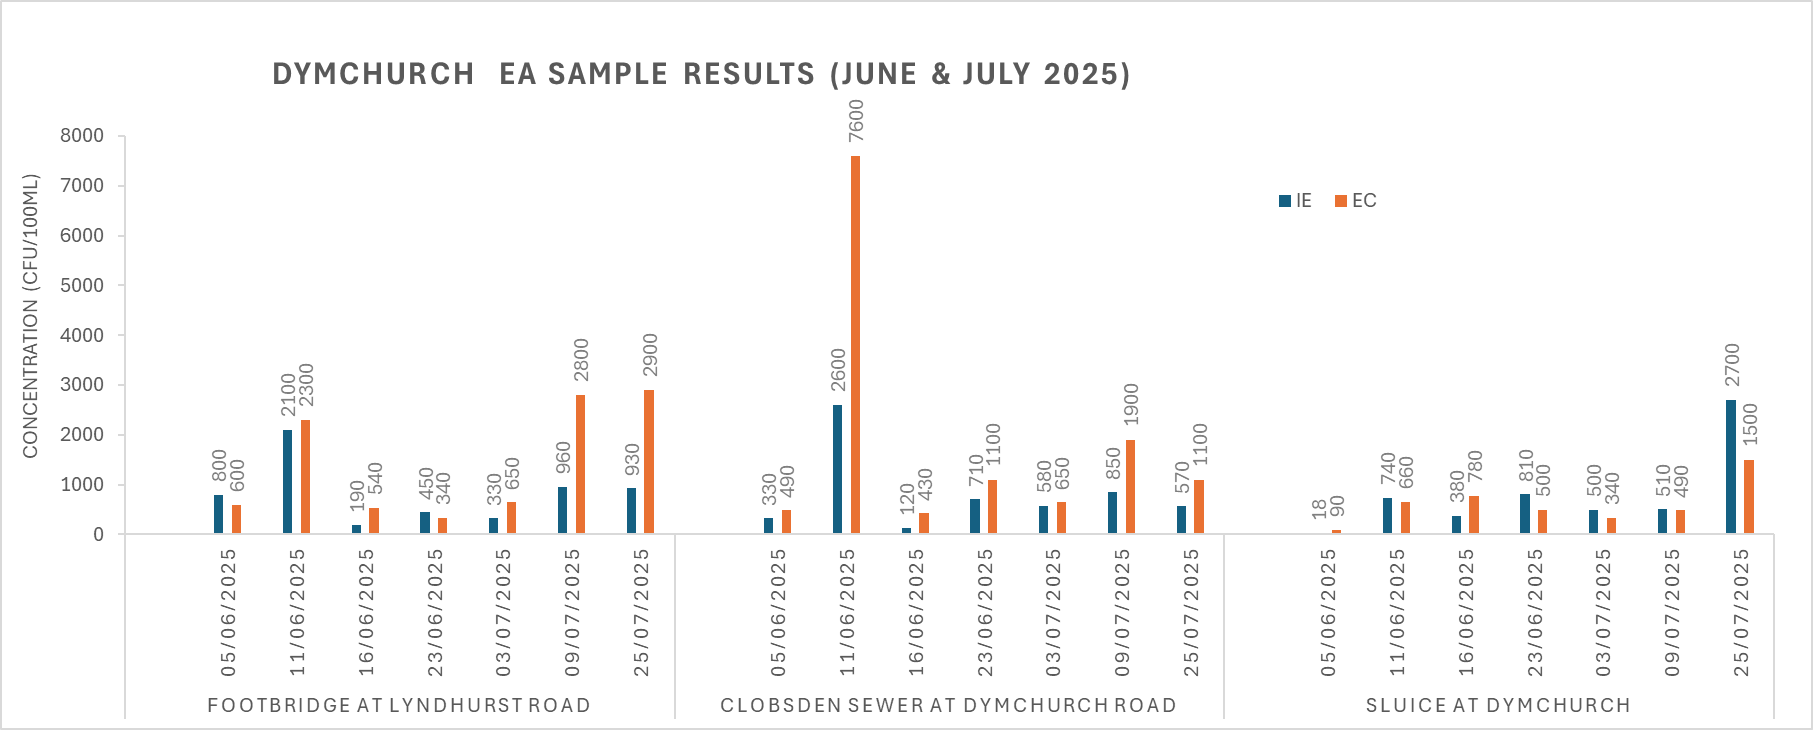 DYMCHURCH EA SAMPLE RESULTS (JUNE & JULY 2025)
CONCENTRATION (CFU/100ML)
8000
7000
6000
5000
4000
3000
2000
1000
0
IE EC
800 600 2100 2300 190 540 450 340 330 650 960 2800 930 2900
330 490 2600 7600 120 430 710 1100 580 650 850 1900 570 1100
18 90 740 660 380 780 810 500 500 340 510 490 2700 1500
05/06/2025 11/06/2025 16/06/2025 23/06/2025 03/07/2025 09/07/2025 25/07/2025
05/06/2025 11/06/2025 16/06/2025 23/06/2025 03/07/2025 09/07/2025 25/07/2025
05/06/2025 11/06/2025 16/06/2025 23/06/2025 03/07/2025 09/07/2025 25/07/2025
FOOTBRIDGE AT LYNDHURST ROAD
CLOBSDEN SEWER AT DYMCHURCH ROAD
SLUICE AT DYMCHURCH